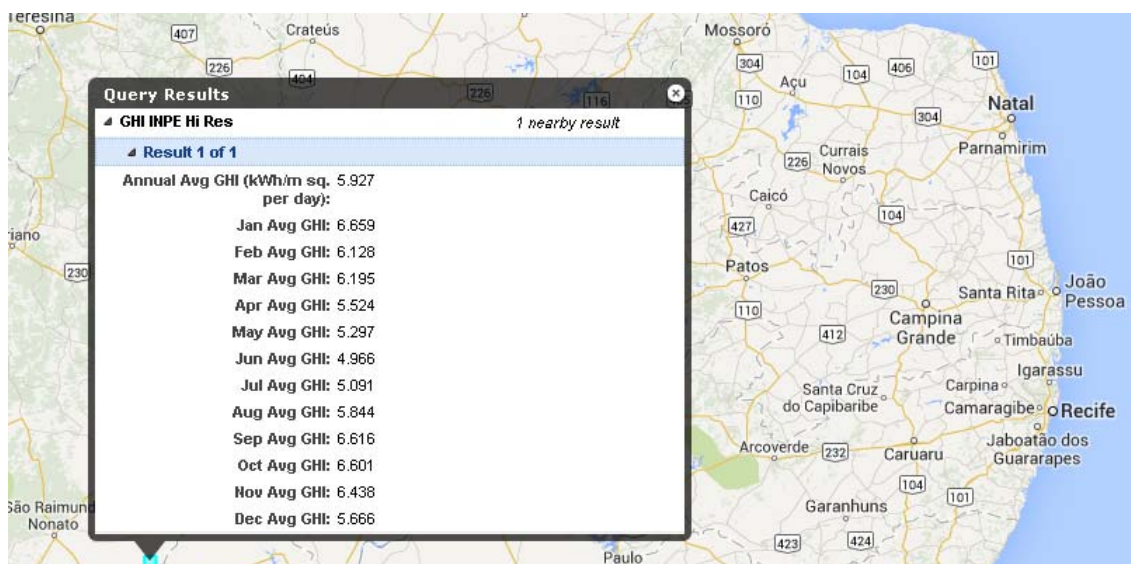 Teresina
407
Crateús
226
404
Mossoró
304
Açu
104
406
101
110
Natal
304
Parnamirim
Query Results
226
116
405
GHI INPE Hi Res 1 nearby result
Result 1 of 1
Annual Avg GHI (kWh/m sq. 5.927
per day):
Jan Avg GHI: 6.659
Feb Avg GHI: 6.128
Mar Avg GHI: 6.195
Apr Avg GHI: 5.524
May Avg GHI: 5.297
Jun Avg GHI: 4.966
Jul Avg GHI: 5.091
Aug Avg GHI: 5.844
Sep Avg GHI: 6.616
Oct Avg GHI: 6.601
Nov Avg GHI: 6.438
Dec Avg GHI: 5.666
Currais
Novos
226
Caicó
104
427
iano
230
Patos
101
João
Pessoa
230
Santa Rita
110
Campina
Grande
412
Timbaúba
Igarassu
Santa Cruz
do Capibaribe
Carpina
Camaragibe
Recife
Arcoverde
232
Caruaru
Jaboatão dos
Guararapes
104
101
São Raimund
Nonato
Garanhuns
423
424
Paulo